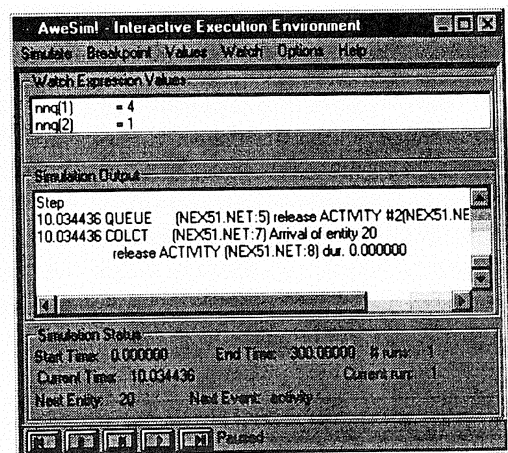 AweSim! - Interactive Execution Environment
Simulate Breakpoint Values Watch Options Help
Watch Expression Values
nnq(1) = 4
nnq(2) = 1
Simulation Output
Step
10.034436 QUEUE (NEX51.NET:5) release ACTIVITY #2(NEX51.NE
10.034436 COLCT (NEX51.NET:7) Arrival of entity 20
release ACTIVITY (NEX51.NET:8) dur. 0.000000
Simulation Status
Start Time: 0.000000 End Time: 300.00000 # runs: 1
Current Time: 10.034436 Current run: 1
Next Entity: 20 Next Event: activity
Paused